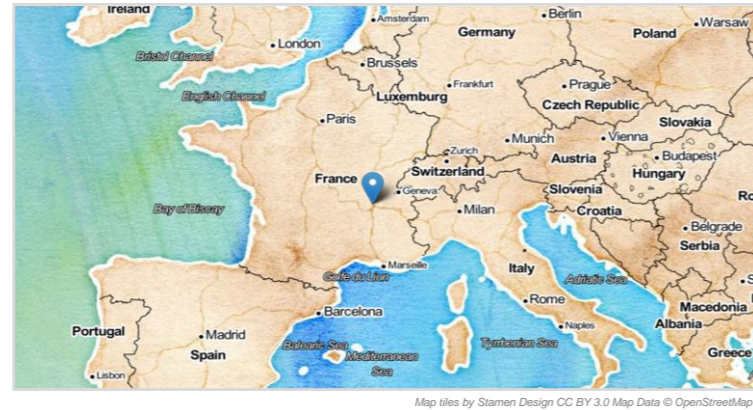 Ireland
Amsterdam
Berlin
Warsaw
London
Germany
Poland
Bristol Channel
Brussels
Frankfurt
Prague
English Channel
Luxemburg
Czech Republic
Paris
Slovakia
Vienna
Munich
Zurich
Austria
Budapest
France
Switzerland
Hungary
Geneva
Slovenia
Ro
Bay of Biscay
Milan
Croatia
Belgrade
Serbia
Marseille
Golfe du Lion
Italy
Adriatic Sea
S
Rome
Macedonia
Barcelona
Portugal
Madrid
Naples
Albania
Balearic Sea
Tyrrhenian Sea
Spain
Mediterranean
Sea
Greece
Lisbon
Map tiles by Stamen Design CC BY 3.0 Map Data © OpenStreetMap